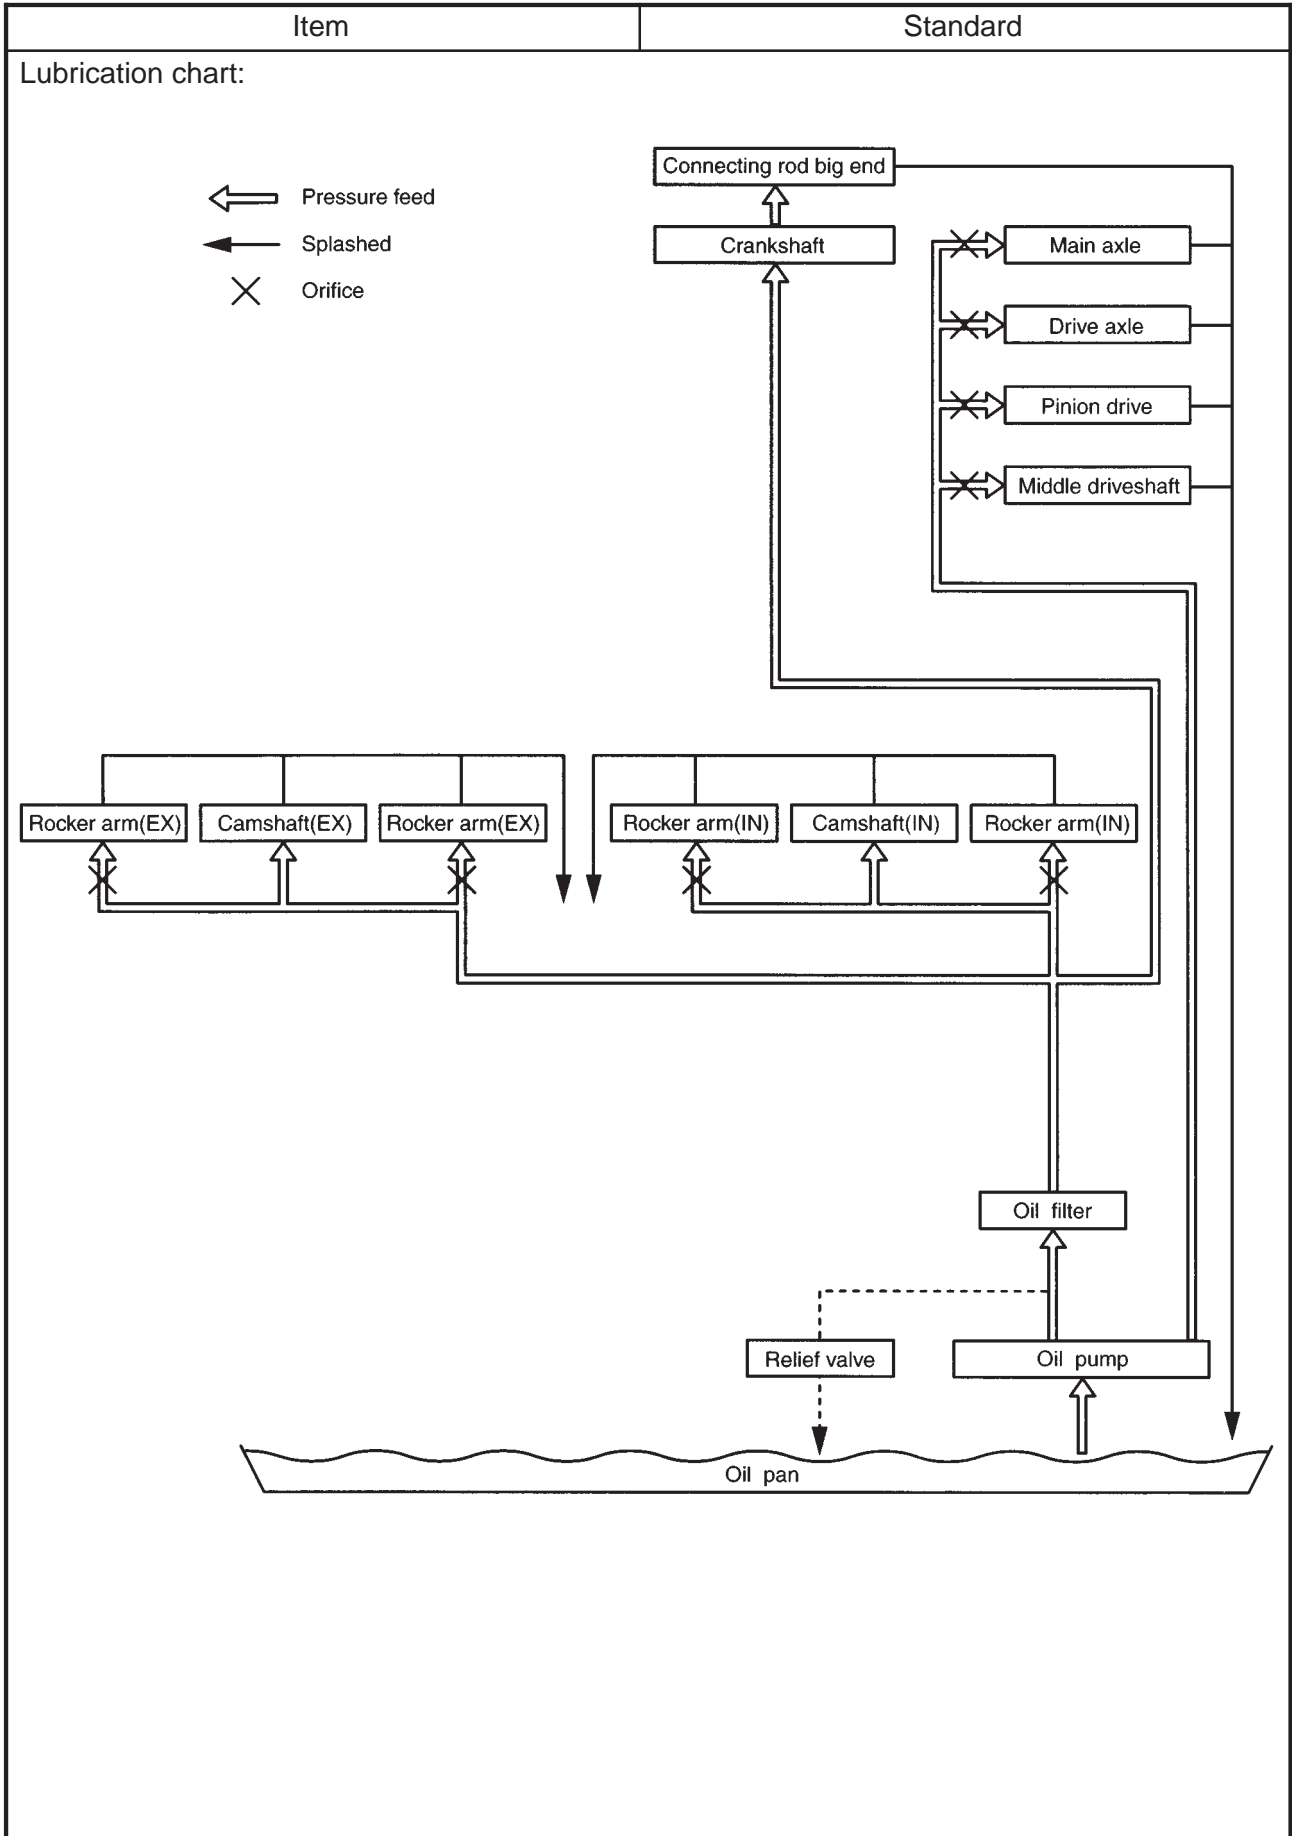 Item
Standard
Lubrication chart:
Pressure feed
Splashed
Orifice
Connecting rod big end
Crankshaft
Main axle
Drive axle
Pinion drive
Middle driveshaft
Rocker arm(EX)
Camshaft(EX)
Rocker arm(EX)
Rocker arm(IN)
Camshaft(IN)
Rocker arm(IN)
Oil filter
Relief valve
Oil pump
Oil pan